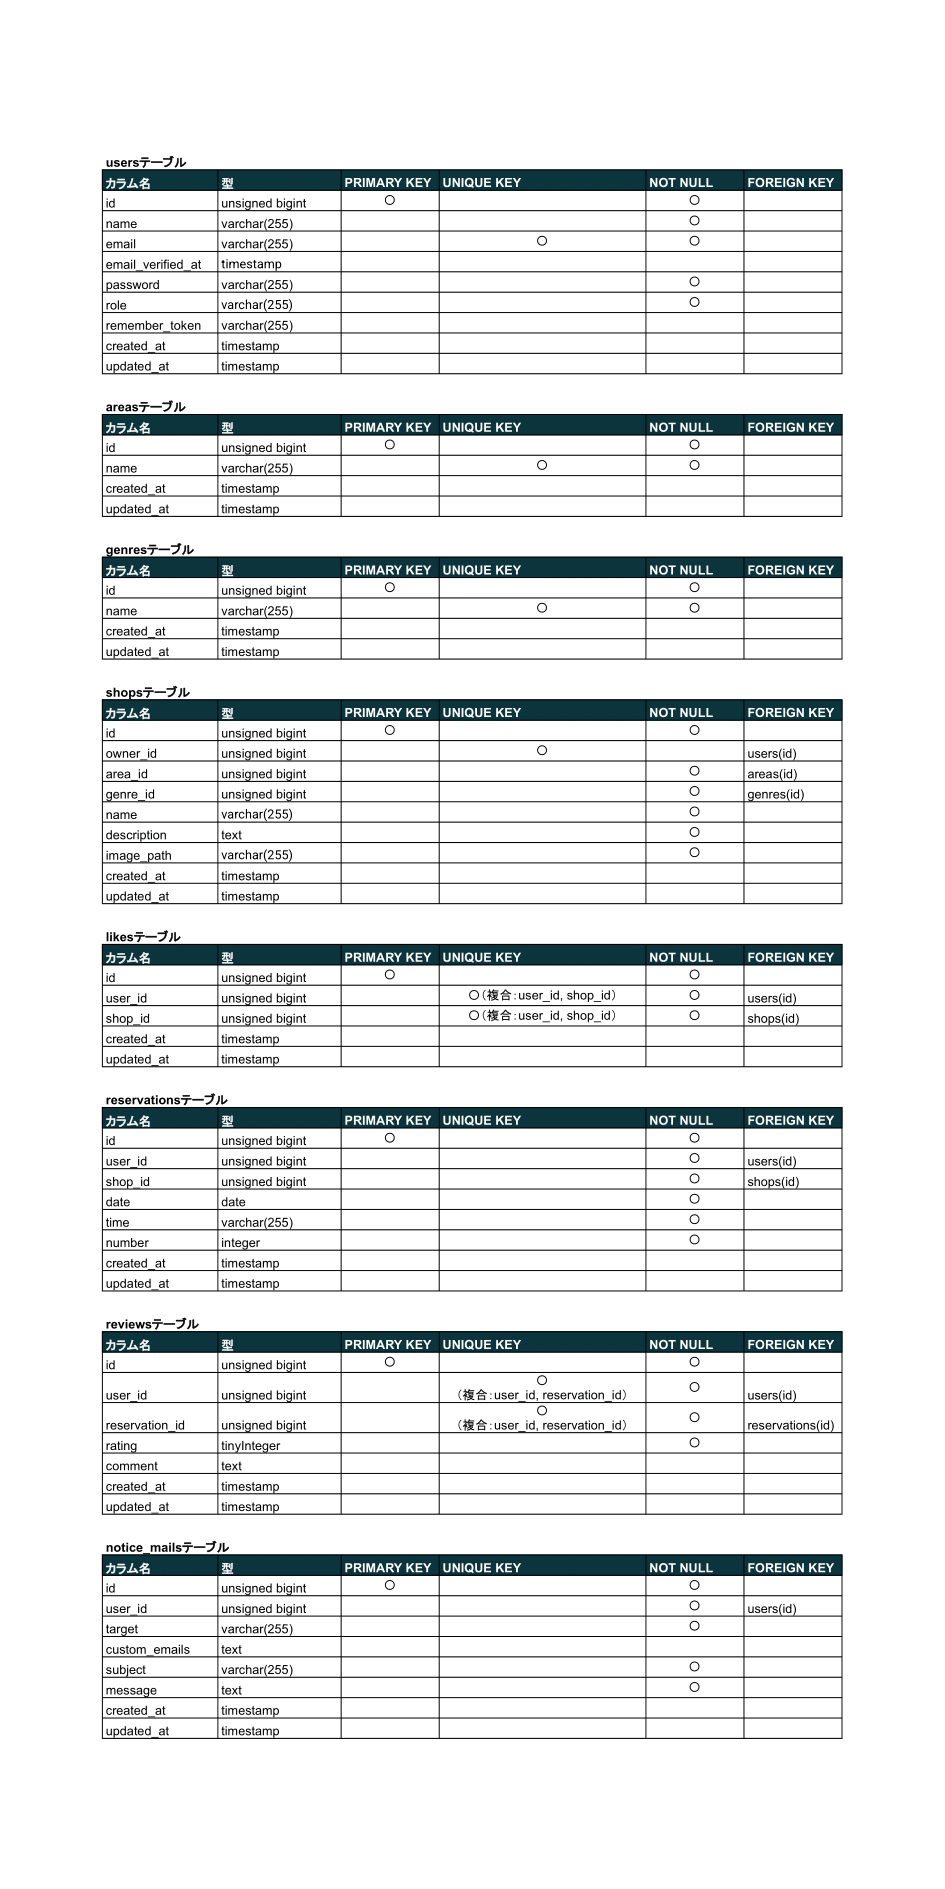 usersテーブル
カラム名 型 PRIMARY KEY UNIQUE KEY NOT NULL FOREIGN KEY
id unsigned bigint ○ ○
name varchar(255) ○
email varchar(255) ○ ○
email_verified_at timestamp
password varchar(255) ○
role varchar(255) ○
remember_token varchar(255)
created_at timestamp
updated_at timestamp
areasテーブル
カラム名 型 PRIMARY KEY UNIQUE KEY NOT NULL FOREIGN KEY
id unsigned bigint ○ ○
name varchar(255) ○ ○
created_at timestamp
updated_at timestamp
genresテーブル
カラム名 型 PRIMARY KEY UNIQUE KEY NOT NULL FOREIGN KEY
id unsigned bigint ○ ○
name varchar(255) ○ ○
created_at timestamp
updated_at timestamp
shopsテーブル
カラム名 型 PRIMARY KEY UNIQUE KEY NOT NULL FOREIGN KEY
id unsigned bigint ○ ○
owner_id unsigned bigint ○ users(id)
area_id unsigned bigint ○ areas(id)
genre_id unsigned bigint ○ genres(id)
name varchar(255) ○
description text ○
image_path varchar(255) ○
created_at timestamp
updated_at timestamp
likesテーブル
カラム名 型 PRIMARY KEY UNIQUE KEY NOT NULL FOREIGN KEY
id unsigned bigint ○ ○
user_id unsigned bigint ○（複合：user_id, shop_id） ○ users(id)
shop_id unsigned bigint ○（複合：user_id, shop_id） ○ shops(id)
created_at timestamp
updated_at timestamp
reservationsテーブル
カラム名 型 PRIMARY KEY UNIQUE KEY NOT NULL FOREIGN KEY
id unsigned bigint ○ ○
user_id unsigned bigint ○ users(id)
shop_id unsigned bigint ○ shops(id)
date date ○
time varchar(255) ○
number integer ○
created_at timestamp
updated_at timestamp
reviewsテーブル
カラム名 型 PRIMARY KEY UNIQUE KEY NOT NULL FOREIGN KEY
id unsigned bigint ○ ○
○
user_id unsigned bigint （複合：user_id, reservation_id） ○ users(id)
○
reservation_id unsigned bigint （複合：user_id, reservation_id） ○ reservations(id)
rating tinyInteger ○
comment text
created_at timestamp
updated_at timestamp
notice_mailsテーブル
カラム名 型 PRIMARY KEY UNIQUE KEY NOT NULL FOREIGN KEY
id unsigned bigint ○ ○
user_id unsigned bigint ○ users(id)
target varchar(255) ○
custom_emails text
subject varchar(255) ○
message text ○
created_at timestamp
updated_at timestamp